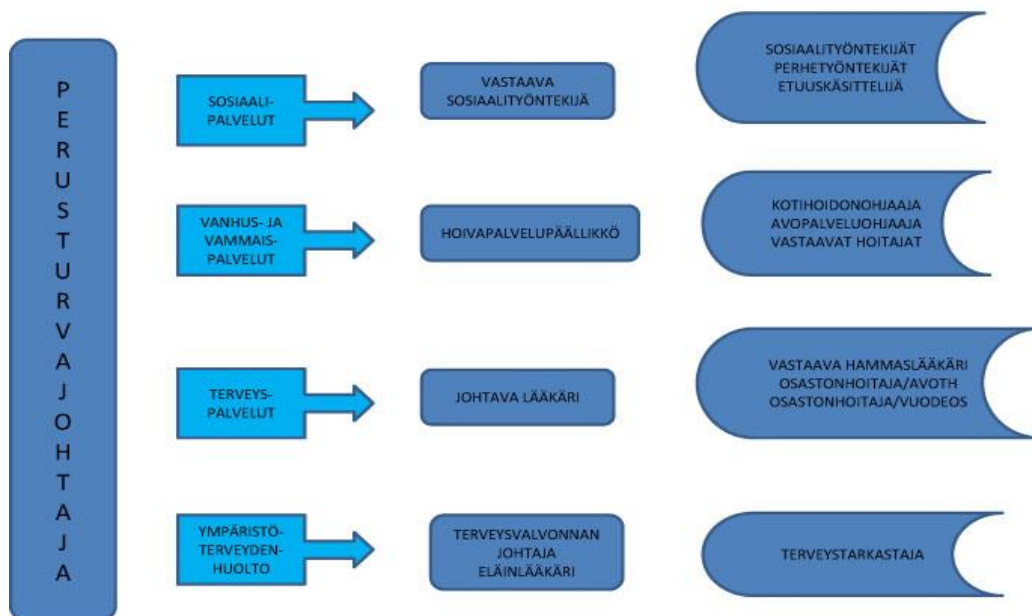 PERUSTURVAJOHTAJA
SOSIAALI-
PALVELUT
VASTAAVA
SOSIAALITYÖNTEKIJÄ
SOSIAALITYÖNTEKIJÄT
PERHETYÖNTEKIJÄT
ETUUSKÄSITTELIJÄ
VANHUS- JA
VAMMAIS-
PALVELUT
HOIVAPALVELUPÄÄLLIKKÖ
KOTIHOIDONOHJAAJA
AVOPALVELUOHJAAJA
VASTAAVAT HOITAJAT
TERVEYS-
PALVELUT
JOHTAVA LÄÄKÄRI
VASTAAVA HAMMASLÄÄKÄRI
OSASTONHOITAJA/AVOTH
OSASTONHOITAJA/VUODEOS
YMPÄRISTÖ-
TERVEYDEN-
HUOLTO
TERVEYSVALVONNAN
JOHTAJA
ELÄINLÄÄKÄRI
TERVEYSTARKASTAJA